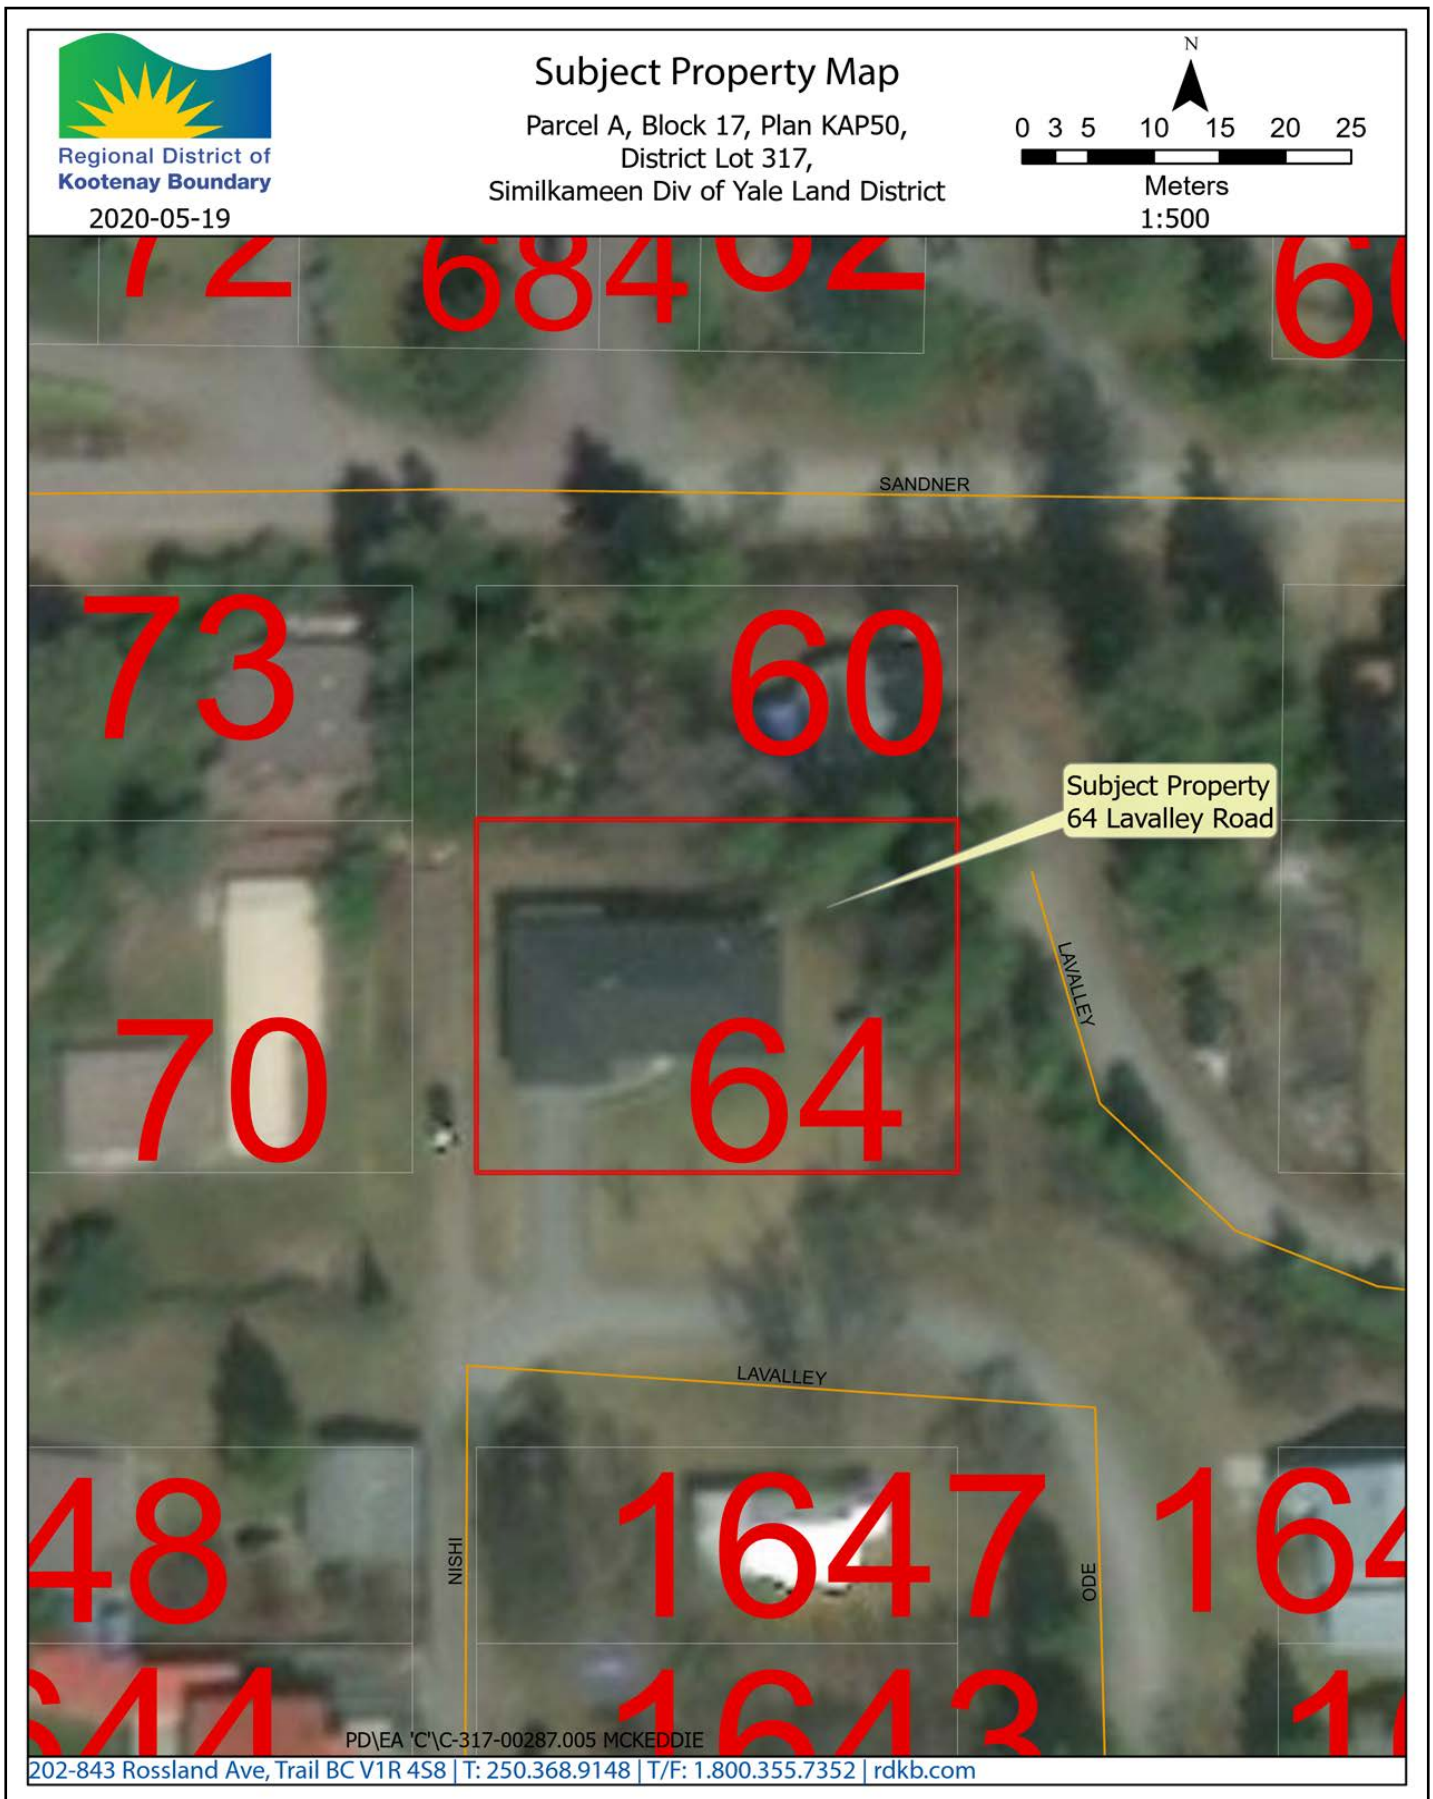 Regional District of
Kootenay Boundary
2020-05-19
Subject Property Map
Parcel A, Block 17, Plan KAP50,
District Lot 317,
Similkameen Div of Yale Land District
N
0 3 5 10 15 20 25
Meters
1:500
72 684 62
SANDNER
73 60
Subject Property
64 Lavalley Road
LAVALLEY
70 64
LAVALLEY
48 1647
NISHI
ODE
1643
PD\EA 'C'\C-317-00287.005 MCKEDDIE
202-843 Rossland Ave, Trail BC V1R 4S8 | T: 250.368.9148 | T/F: 1.800.355.7352 | rdkb.com